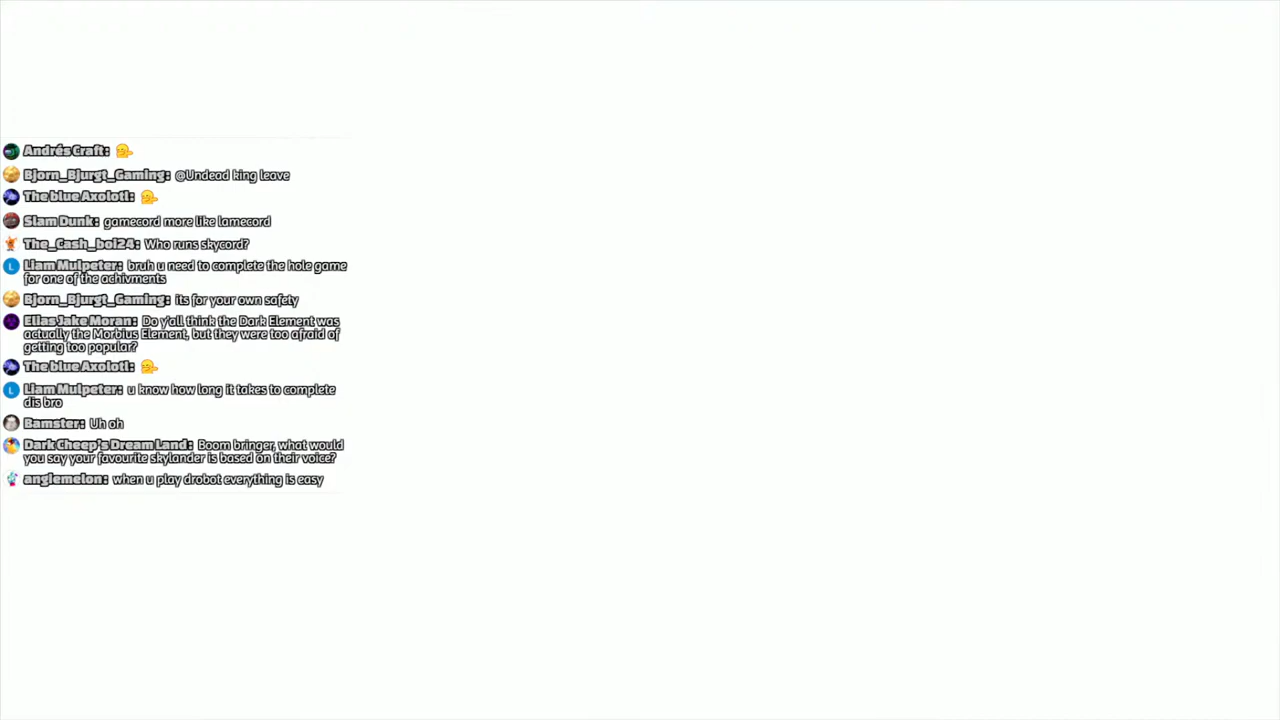 Andrés Craft:
Bjorn_Bjurgt_Gaming: @Undead king leave
The blue Axolotl:
Slam Dunk: gamecord more like lamecord
The_Cash_boi24: Who runs skycord?
L Liam Mulpeter: bruh u need to complete the hole game
for one of the achivments
Bjorn_Bjurgt_Gaming: its for your own safety
Elias Jake Moran: Do y'all think the Dark Element was
actually the Morbius Element, but they were too afraid of
getting too popular?
The blue Axolotl:
L Liam Mulpeter: u know how long it takes to complete
dis bro
Bamster: Uh oh
Dark Cheep's Dream Land: Boom bringer, what would
you say your favourite skylander is based on their voice?
anglemelon: when u play drobot everything is easy